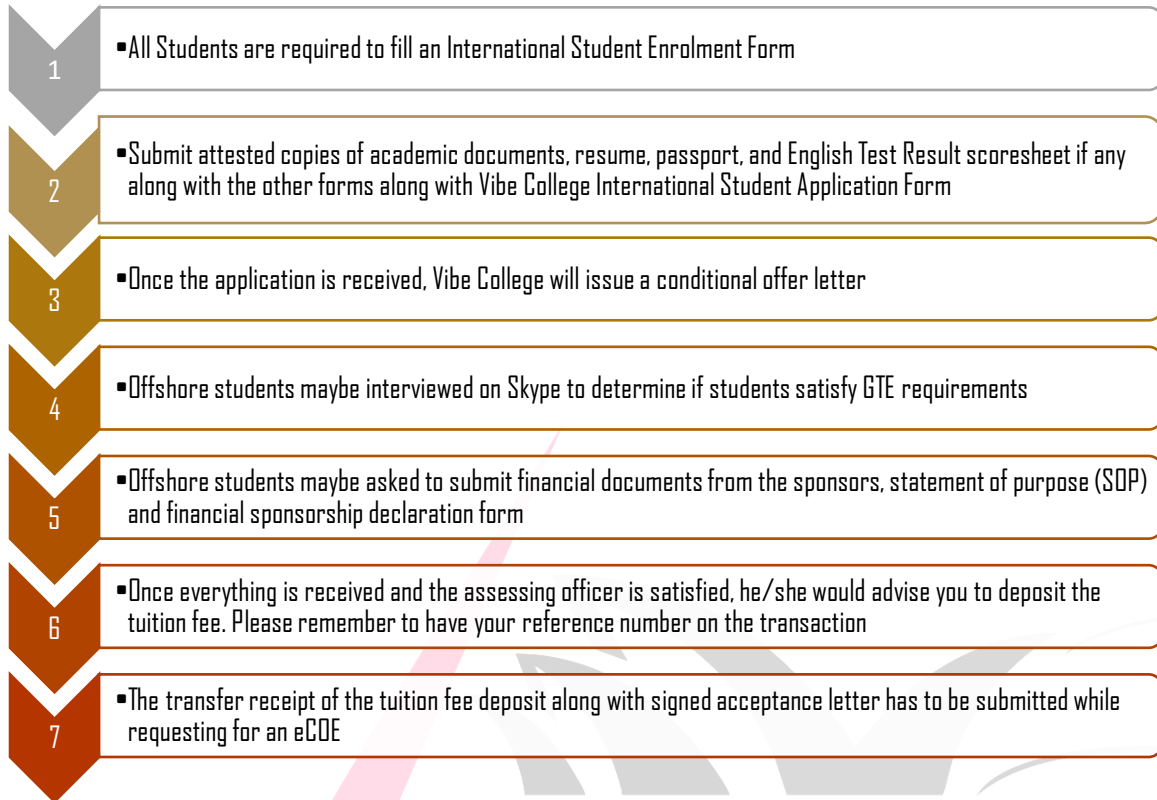 1
▪All Students are required to fill an International Student Enrolment Form
2
▪Submit attested copies of academic documents, resume, passport, and English Test Result scoresheet if any
along with the other forms along with Vibe College International Student Application Form
3
▪Once the application is received, Vibe College will issue a conditional offer letter
4
▪Offshore students maybe interviewed on Skype to determine if students satisfy GTE requirements
5
▪Offshore students maybe asked to submit financial documents from the sponsors, statement of purpose (SOP)
and financial sponsorship declaration form
6
▪Once everything is received and the assessing officer is satisfied, he/she would advise you to deposit the
tuition fee. Please remember to have your reference number on the transaction
7
▪The transfer receipt of the tuition fee deposit along with signed acceptance letter has to be submitted while
requesting for an eCOE